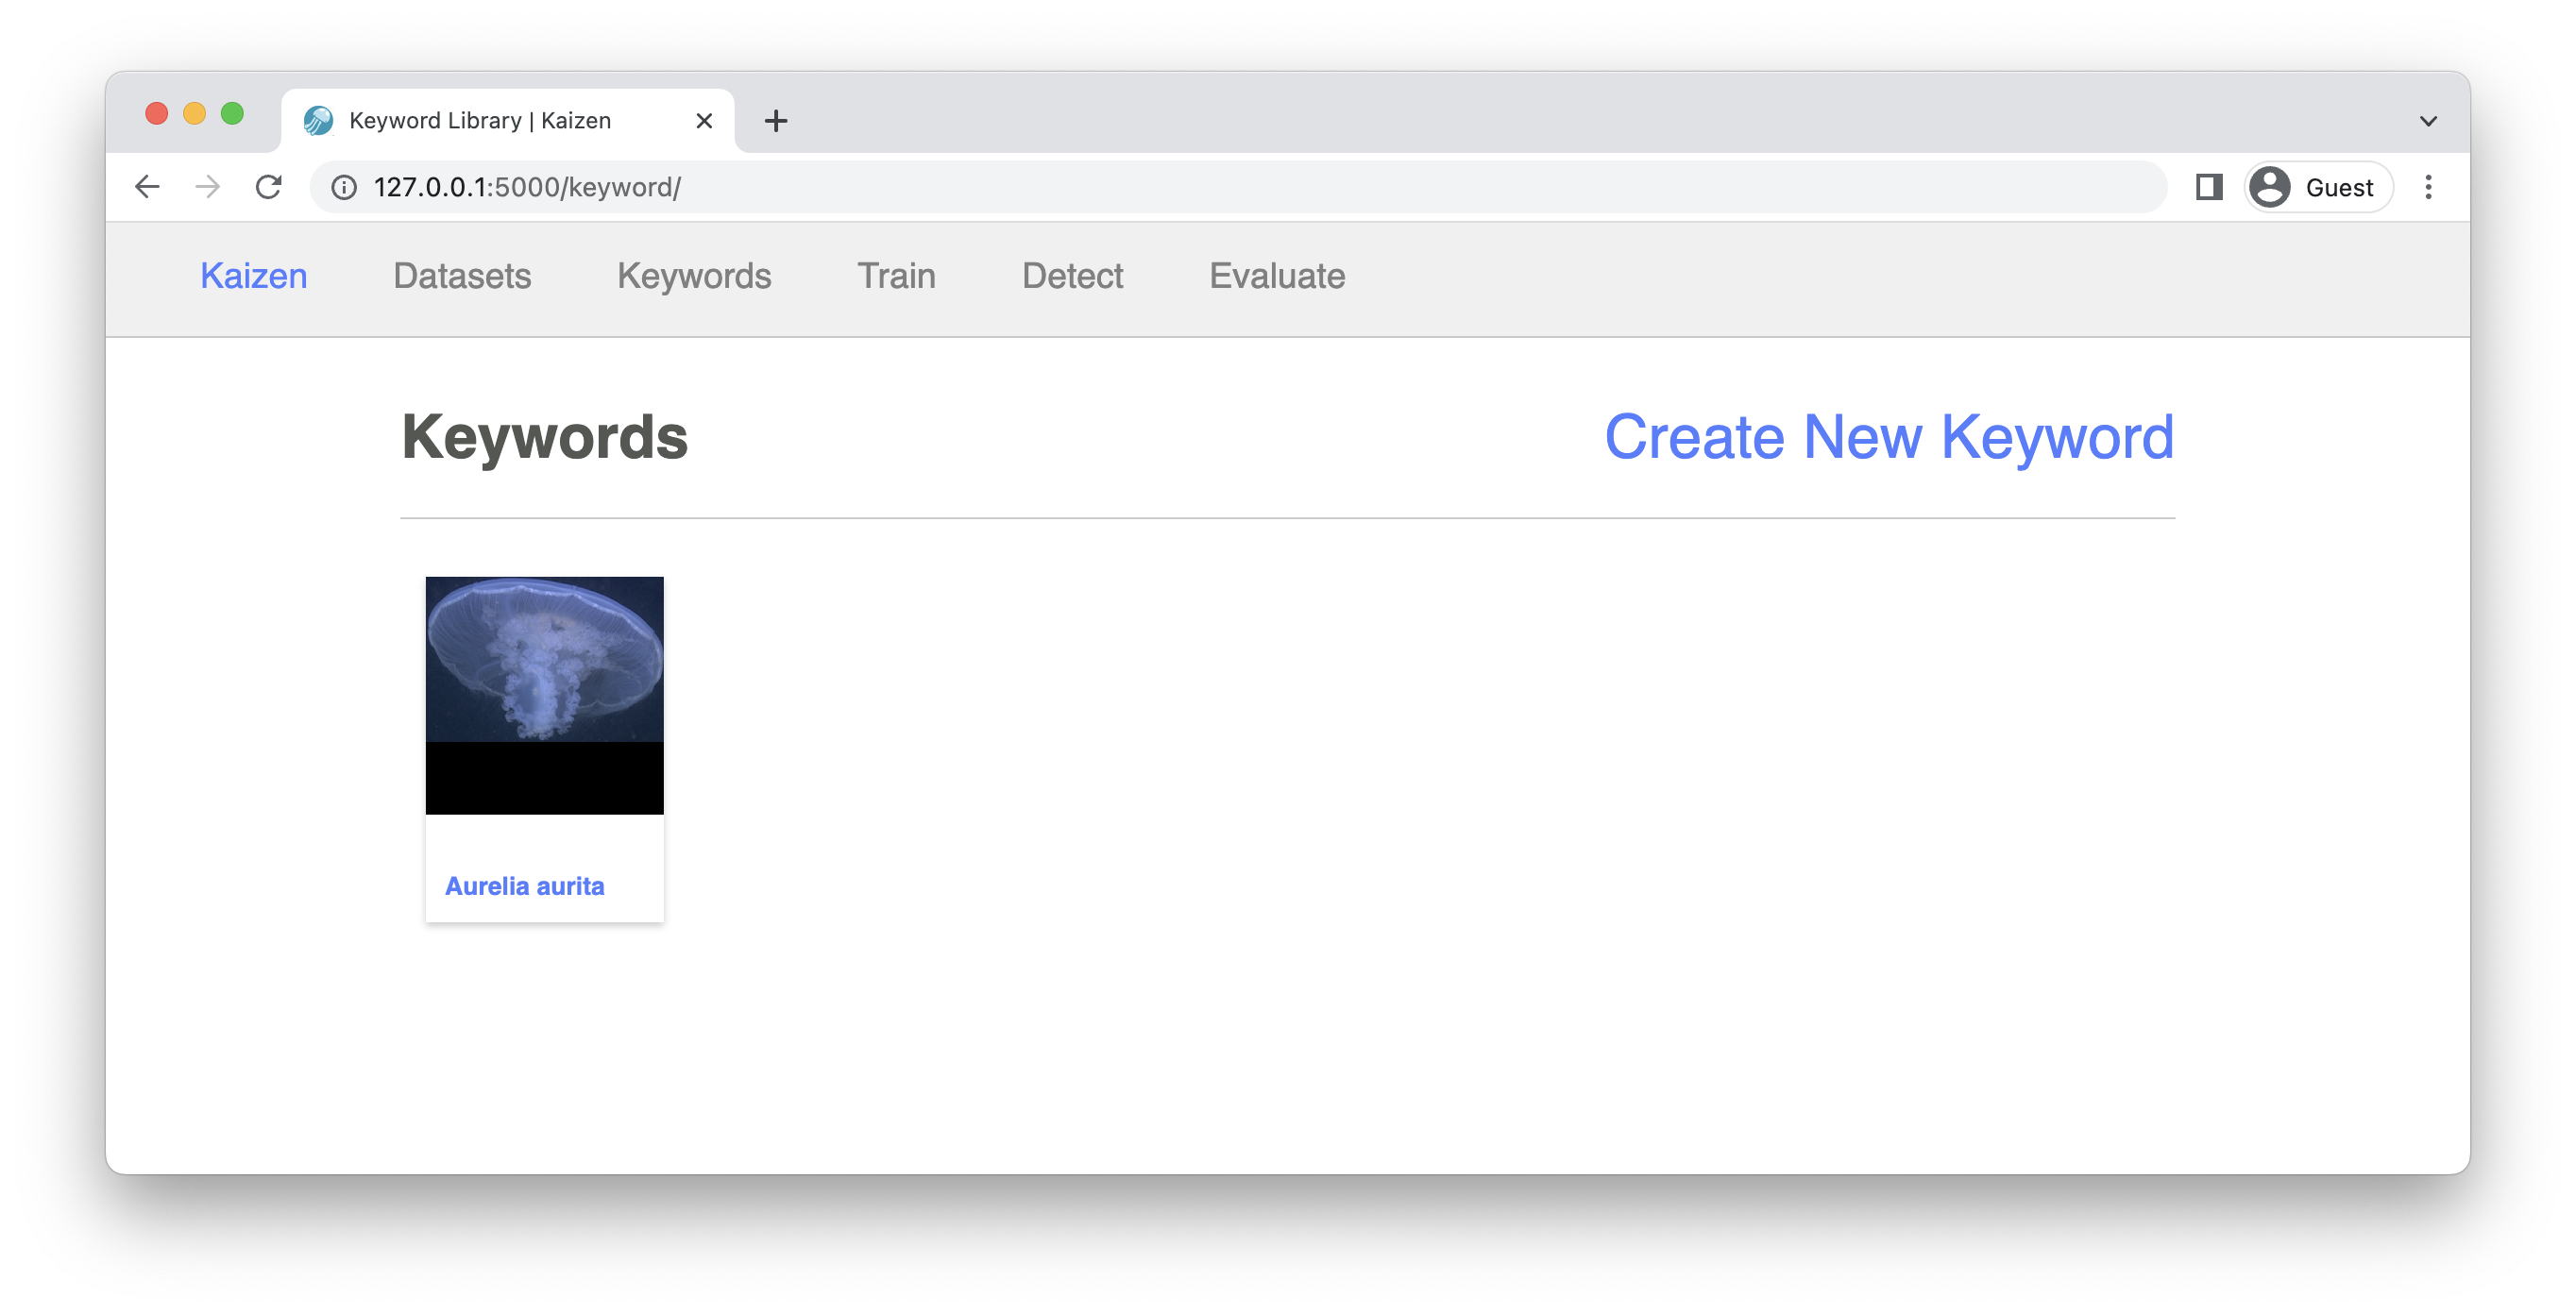 Keyword Library | Kaizen
127.0.0.1:5000/keyword/
Guest
Kaizen Datasets Keywords Train Detect Evaluate
Keywords Create New Keyword
Aurelia aurita